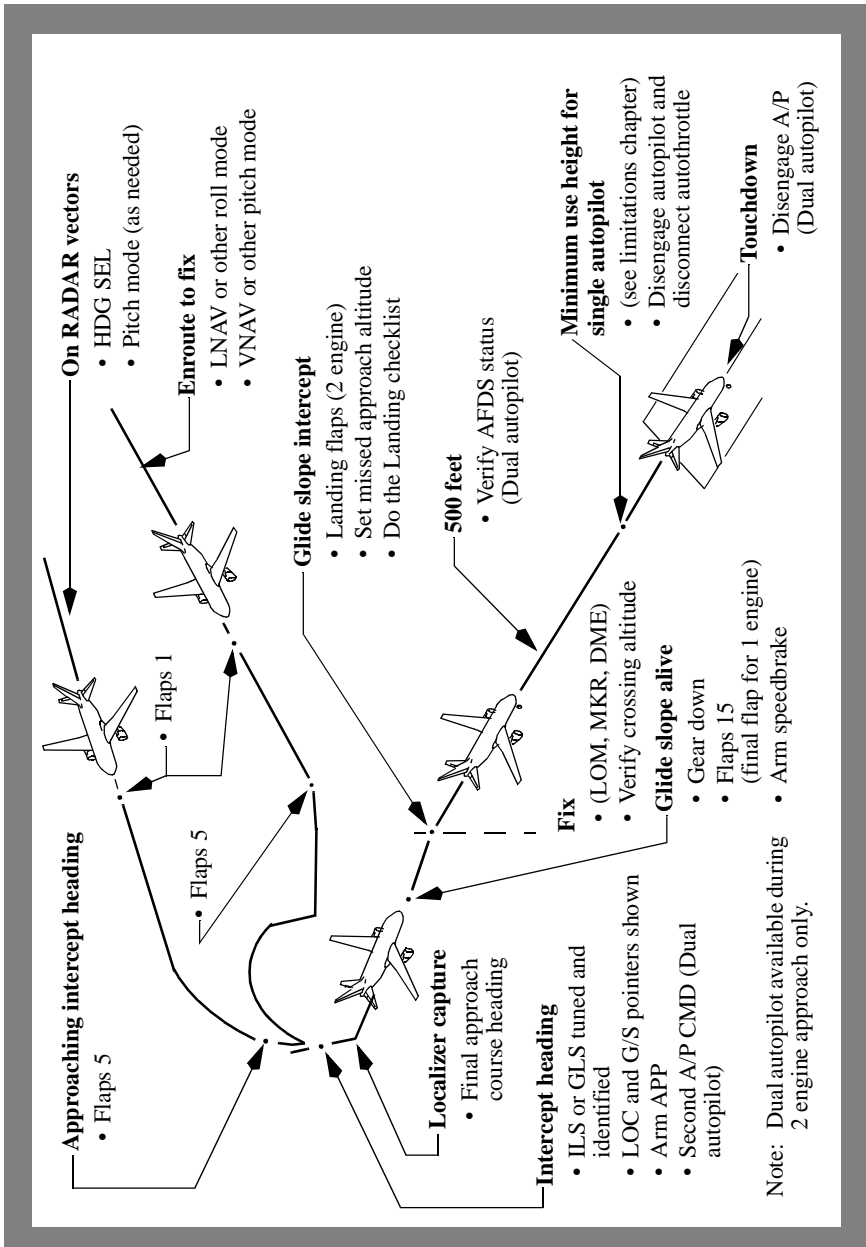 On RADAR vectors
• HDG SEL
• Pitch mode (as needed)
Enroute to fix
• LNAV or other roll mode
• VNAV or other pitch mode
• Flaps 1
Approaching intercept heading
• Flaps 5
• Flaps 5
Localizer capture
• Final approach
course heading
Intercept heading
• ILS or GLS tuned and
identified
• LOC and G/S pointers shown
• Arm APP
• Second A/P CMD (Dual
autopilot)
Glide slope intercept
• Landing flaps (2 engine)
• Set missed approach altitude
• Do the Landing checklist
Fix
• (LOM, MKR, DME)
• Verify crossing altitude
Glide slope alive
• Gear down
• Flaps 15
(final flap for 1 engine)
• Arm speedbrake
500 feet
• Verify AFDS status
(Dual autopilot)
Minimum use height for
single autopilot
• (see limitations chapter)
• Disengage autopilot and
disconnect autothrottle
Touchdown
• Disengage A/P
(Dual autopilot)
Note: Dual autopilot available during
2 engine approach only.